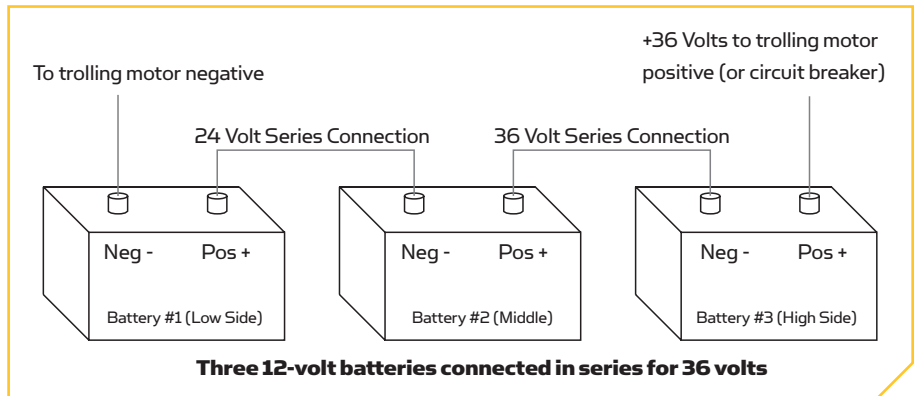 +36 Volts to trolling motor
positive (or circuit breaker)
To trolling motor negative
24 Volt Series Connection
36 Volt Series Connection
Neg -
Pos +
Neg -
Pos +
Neg -
Pos +
Battery #1 (Low Side)
Battery #2 (Middle)
Battery #3 (High Side)
Three 12-volt batteries connected in series for 36 volts